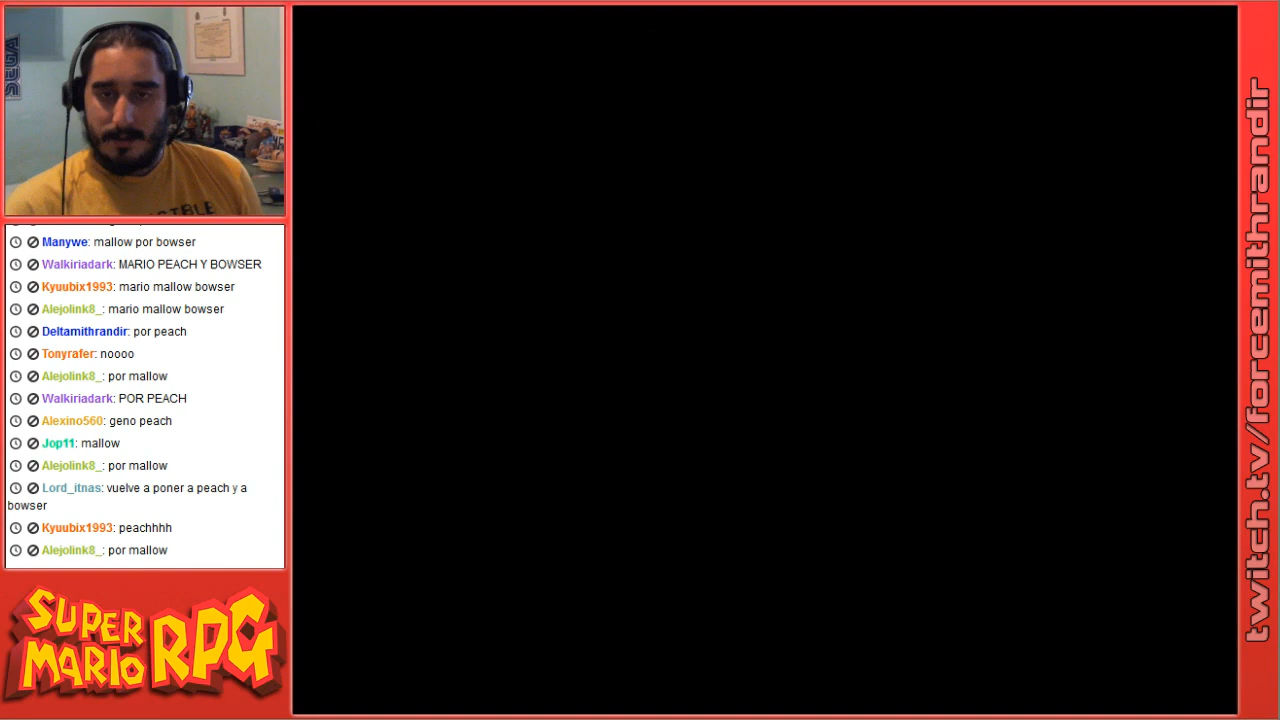 SEGA
Manywe: mallow por bowser
Walkiriadark: MARIO PEACH Y BOWSER
Kyuubix1993: mario mallow bowser
Alejolink8_: mario mallow bowser
Deltamithrandir: por peach
Tonyrafer: noooo
Alejolink8_: por mallow
Walkiriadark: POR PEACH
Alexino560: geno peach
Jop11: mallow
Alejolink8_: por mallow
Lord_itnas: vuelve a poner a peach y a
bowser
Kyuubix1993: peachhhh
Alejolink8_: por mallow
SUPER
MARIO RPG
twitch.tv/forcemithrandir